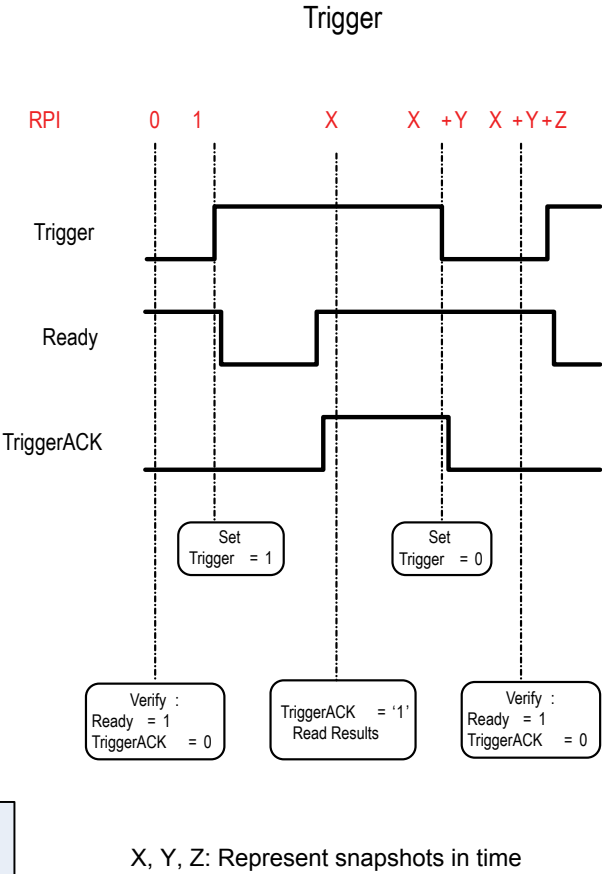 Trigger
RPI 0 1 X X +Y X +Y+Z
Trigger
Ready
TriggerACK
Set
Trigger = 1
Set
Trigger = 0
Verify :
Ready = 1
TriggerACK = 0
TriggerACK = ‘1’
Read Results
Verify :
Ready = 1
TriggerACK = 0
X, Y, Z: Represent snapshots in time